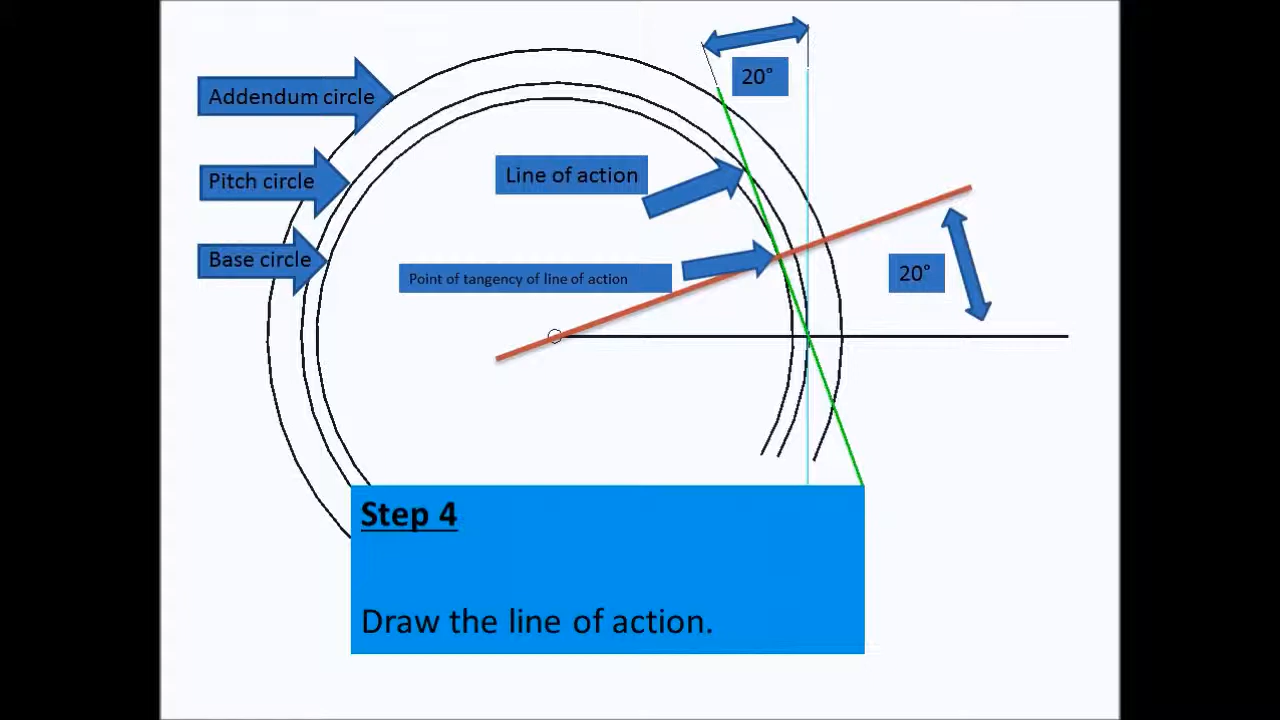 20°
Addendum circle
Line of action
Pitch circle
Base circle
20°
Point of tangency of line of action
Step 4
Draw the line of action.